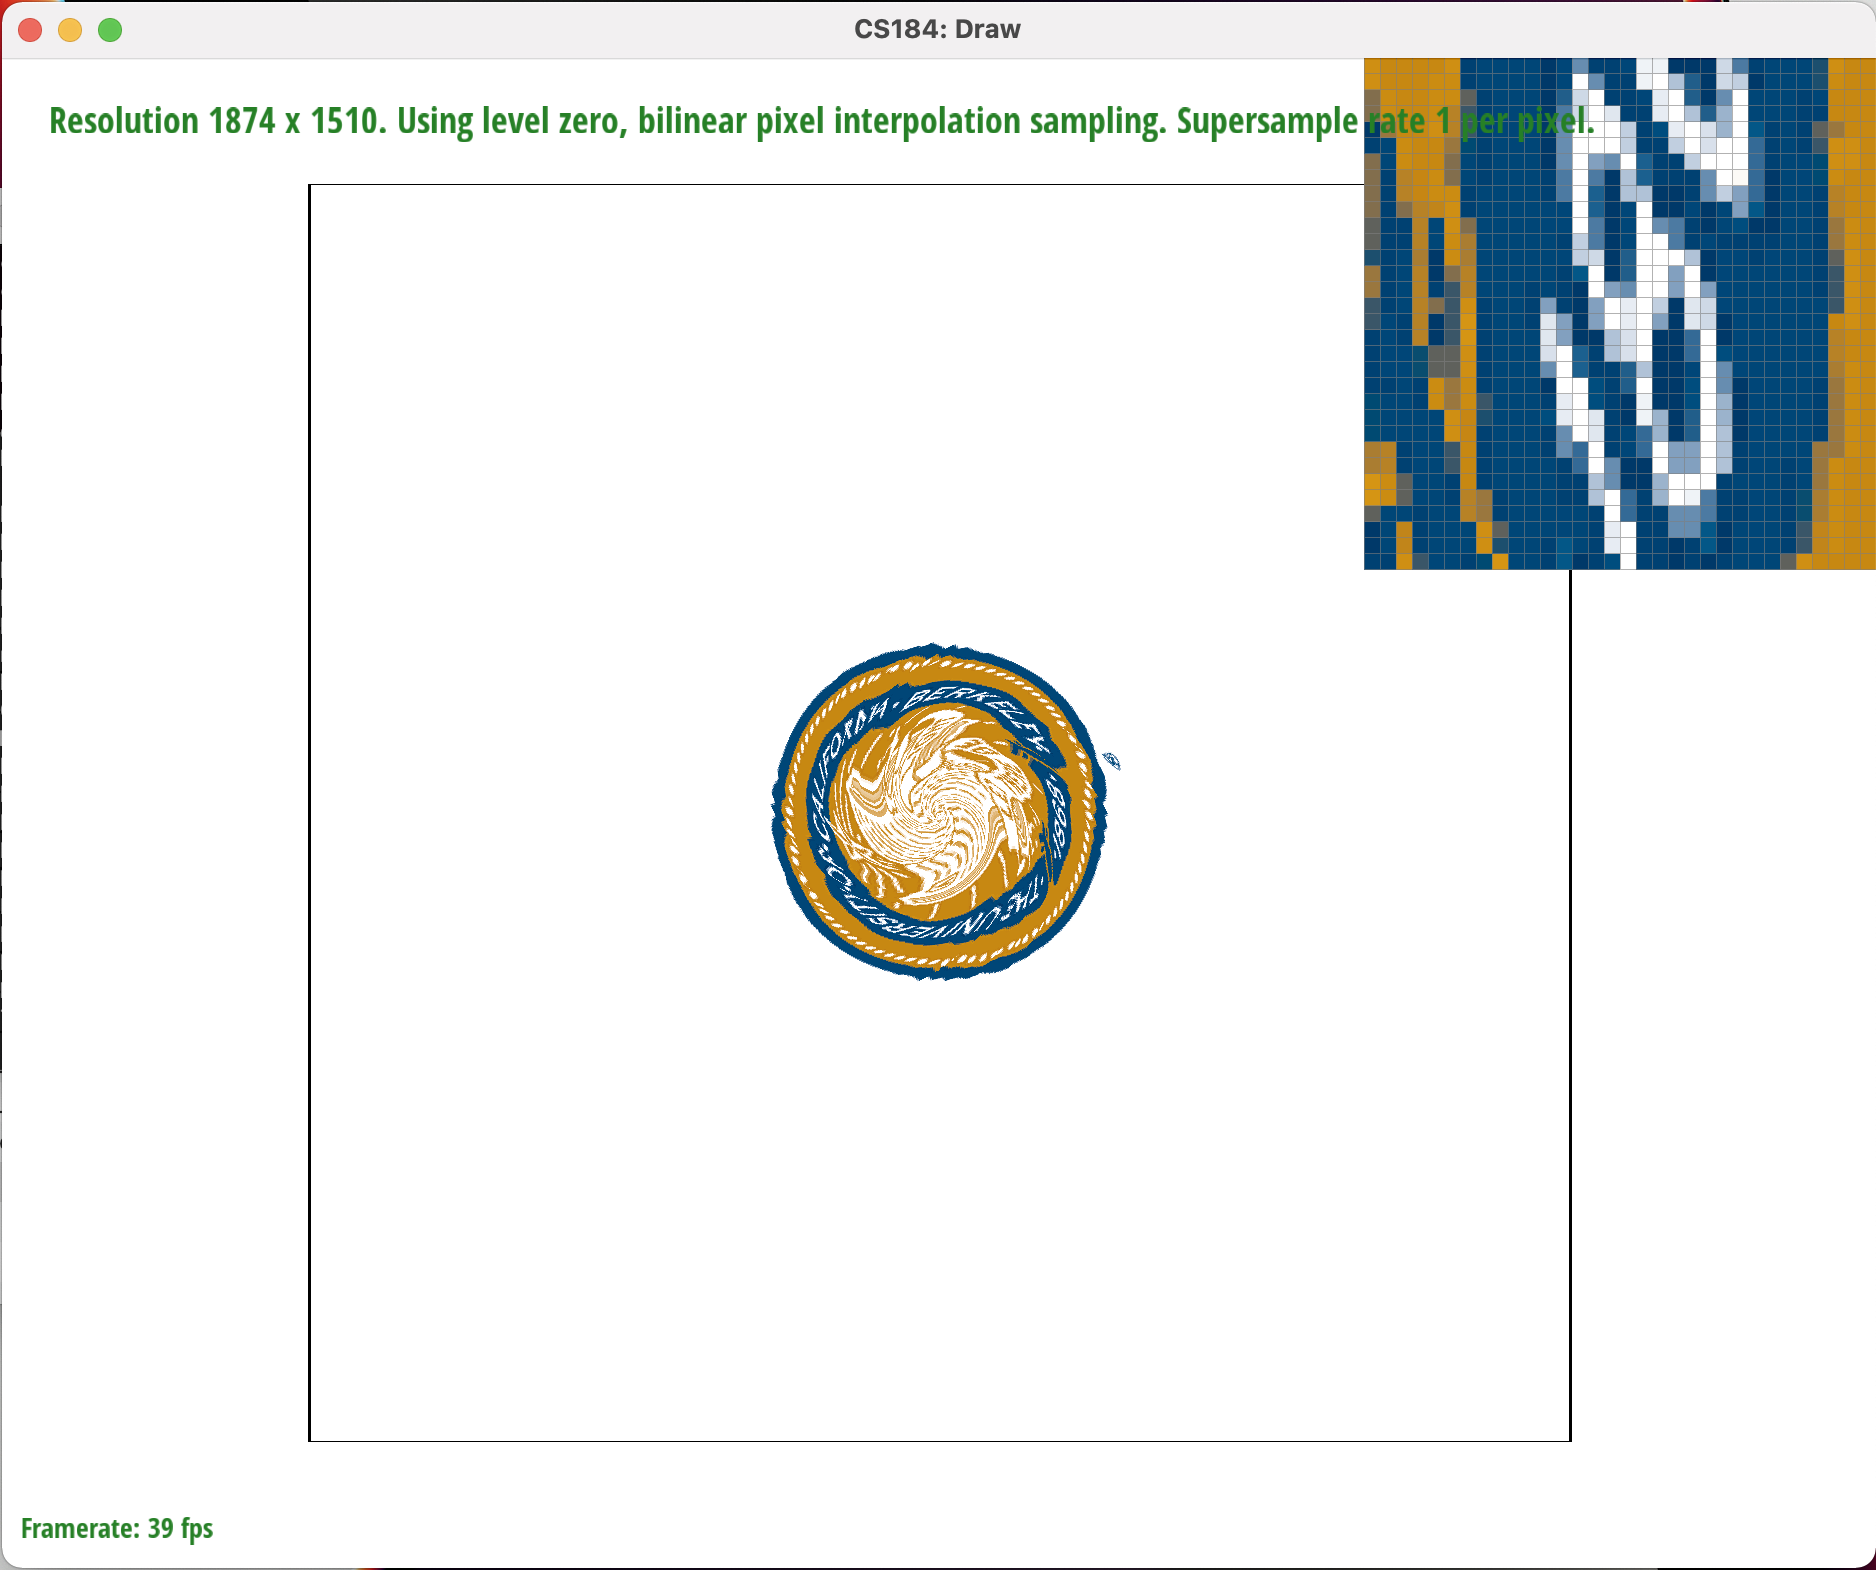 CS184: Draw
Resolution 1874 x 1510. Using level zero, bilinear pixel interpolation sampling. Supersample rate 1 per pixel.
THE UNIVERSITY OF CALIFORNIA · BERKELEY ·
Framerate: 39 fps